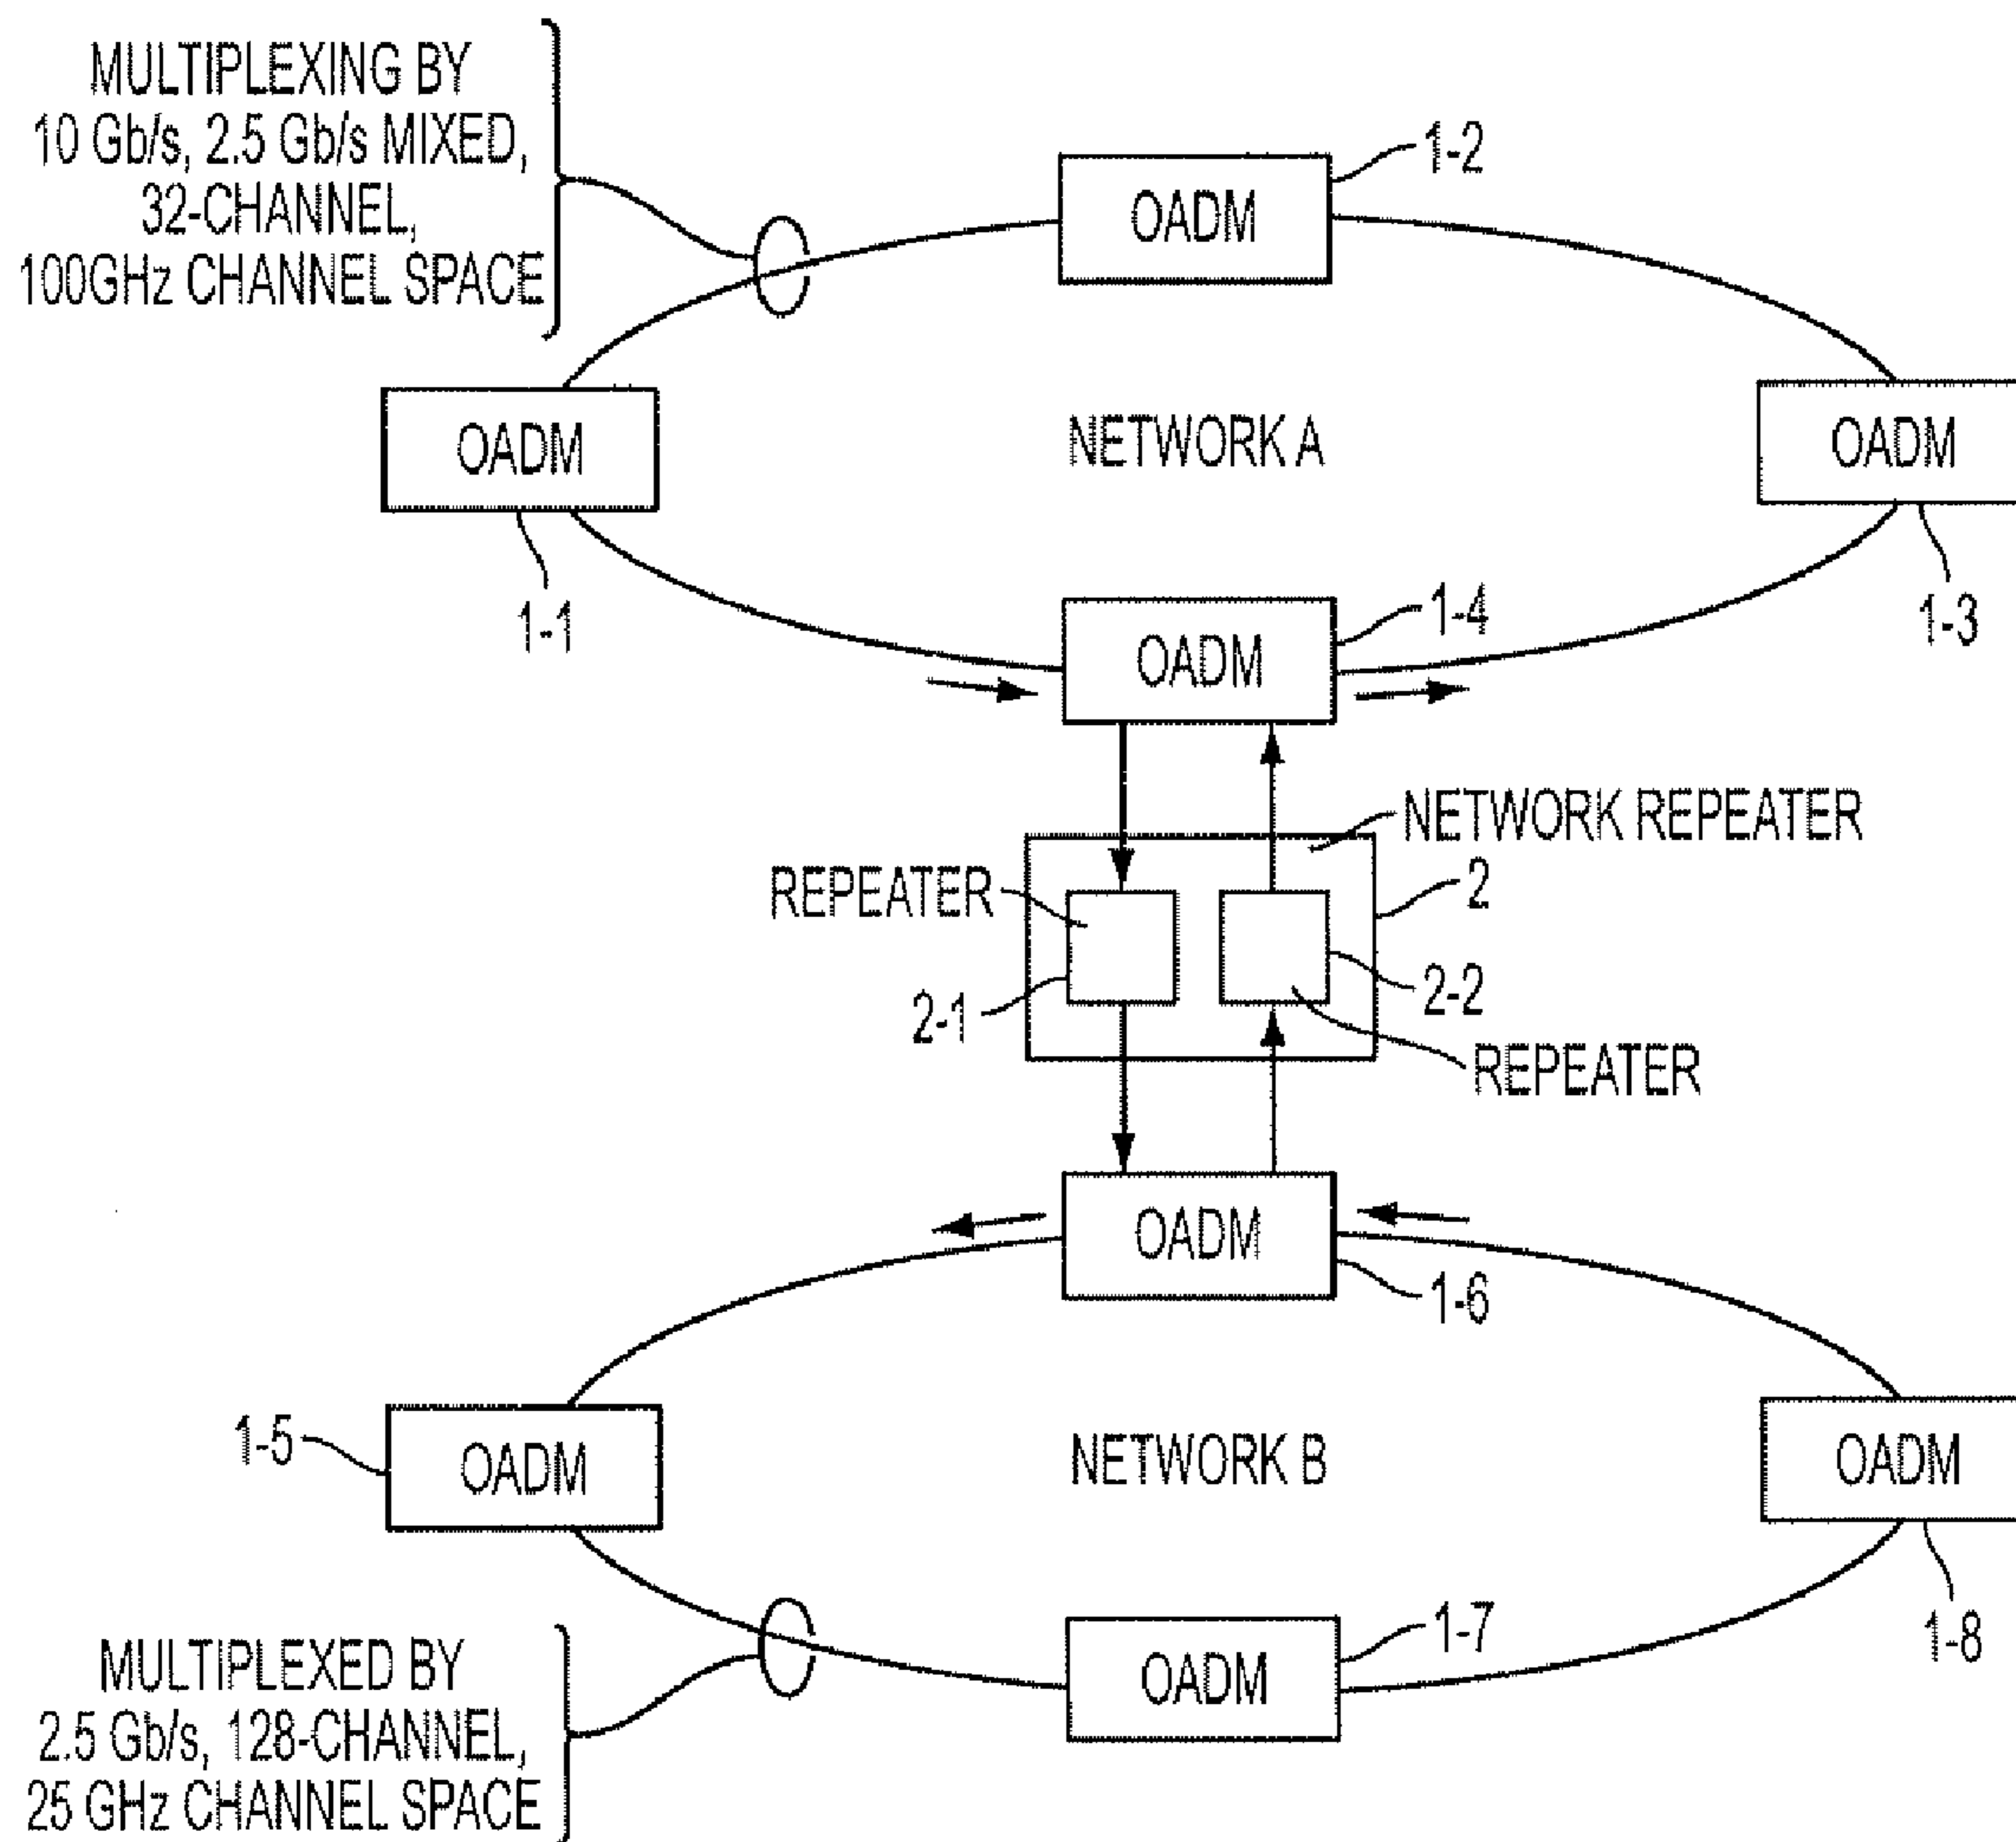 MULTIPLEXING BY
10 Gb/s, 2.5 Gb/s MIXED,
32-CHANNEL,
100GHz CHANNEL SPACE
OADM
1-2
OADM
1-1
NETWORK A
OADM
1-3
OADM
1-4
NETWORK REPEATER
2
REPEATER
2-1
2-2
REPEATER
OADM
1-6
1-5
OADM
NETWORK B
OADM
1-8
OADM
1-7
MULTIPLEXED BY
2.5 Gb/s, 128-CHANNEL,
25 GHz CHANNEL SPACE